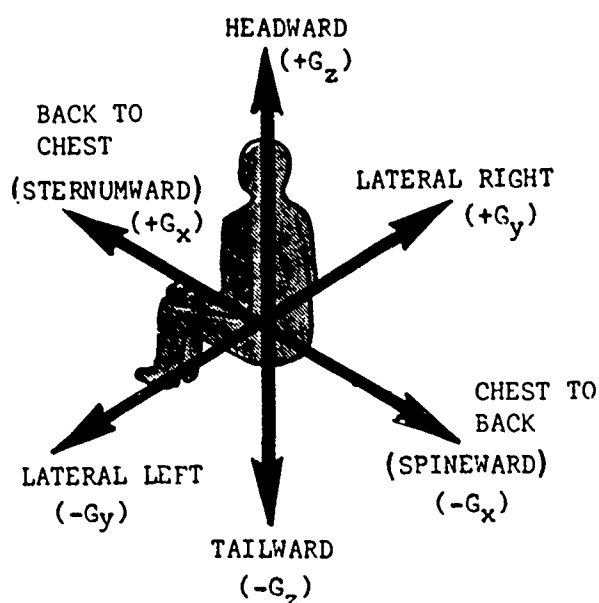 HEADWARD
(+Gz)
BACK TO
CHEST
(STERNUMWARD)
(+Gx)
LATERAL RIGHT
(+Gy)
CHEST TO
BACK
(SPINEWARD)
(-Gx)
LATERAL LEFT
(-Gy)
TAILWARD
(-Gz)